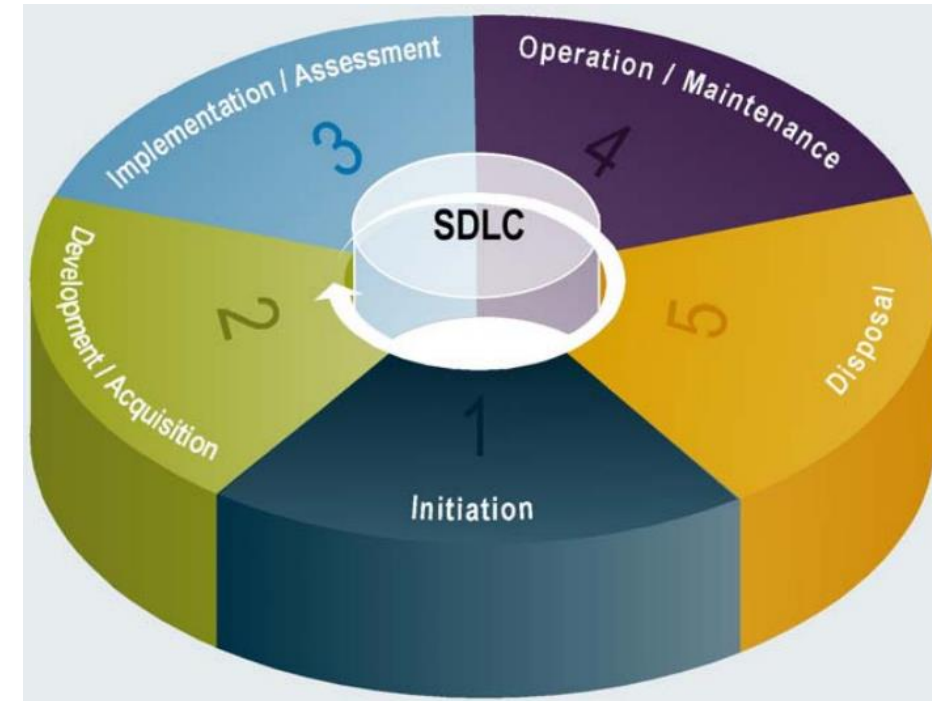 Implementation / Assessment
3
Operation / Maintenance
4
SDLC
Development / Acquisition
2
Disposal
5
1
Initiation